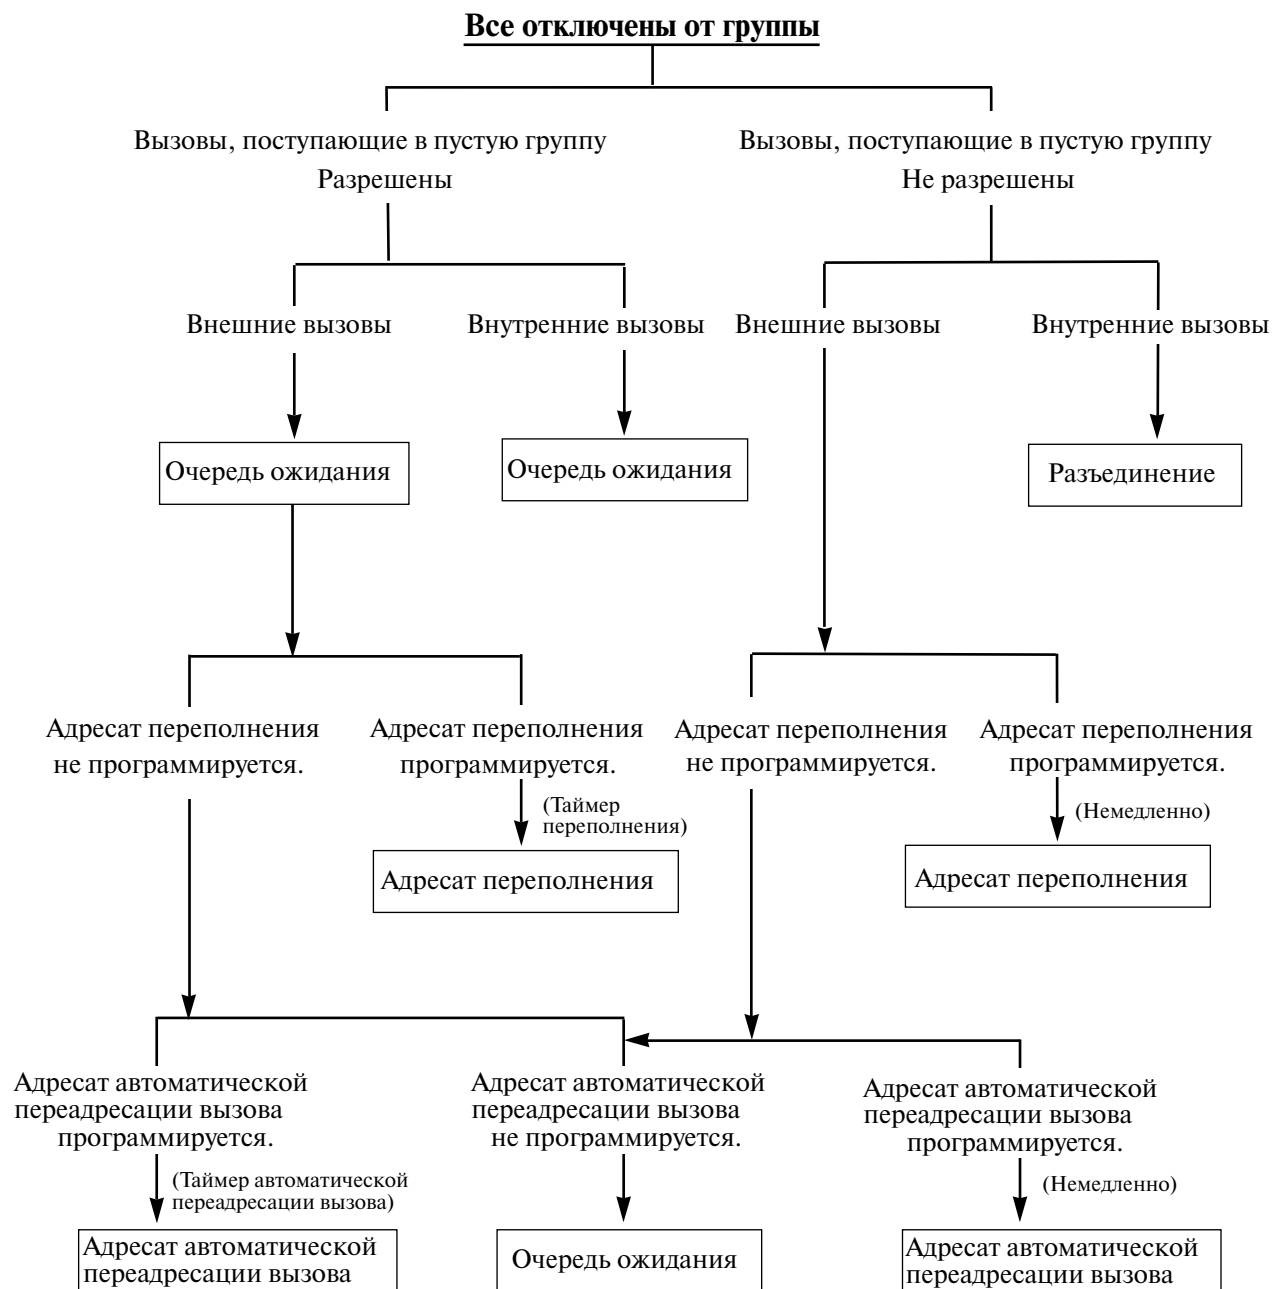 Все отключены от группы
Вызовы, поступающие в пустую группу
Разрешены
Вызовы, поступающие в пустую группу
Не разрешены
Внешние вызовы
Внутренние вызовы
Внешние вызовы
Внутренние вызовы
Очередь ожидания
Очередь ожидания
Разъединение
Адресат переполнения
не программируется.
Адресат переполнения
программируется.
Адресат переполнения
не программируется.
Адресат переполнения
программируется.
(Таймер
переполнения)
(Немедленно)
Адресат переполнения
Адресат переполнения
Адресат автоматической
переадресации вызова
программируется.
Адресат автоматической
переадресации вызова
не программируется.
Адресат автоматической
переадресации вызова
программируется.
(Таймер автоматической
переадресации вызова)
(Немедленно)
Адресат автоматической
переадресации вызова
Очередь ожидания
Адресат автоматической
переадресации вызова